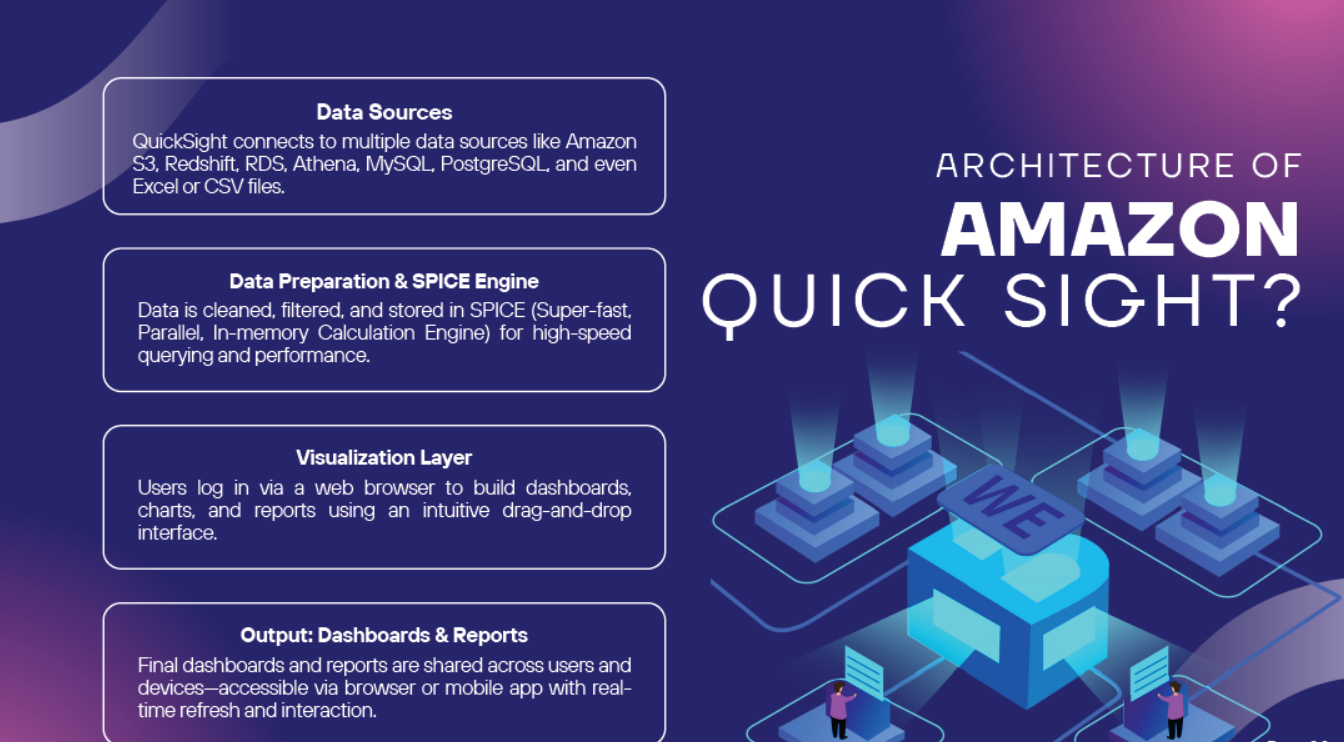 Data Sources
QuickSight connects to multiple data sources like Amazon
S3, Redshift, RDS, Athena, MySQL, PostgreSQL, and even
Excel or CSV files.
Data Preparation & SPICE Engine
Data is cleaned, filtered, and stored in SPICE (Super-fast,
Parallel, In-memory Calculation Engine) for high-speed
querying and performance.
Visualization Layer
Users log in via a web browser to build dashboards,
charts, and reports using an intuitive drag-and-drop
interface.
Output: Dashboards & Reports
Final dashboards and reports are shared across users and
devices—accessible via browser or mobile app with real-
time refresh and interaction.
ARCHITECTURE OF
AMAZON
QUICK SIGHT?
WE